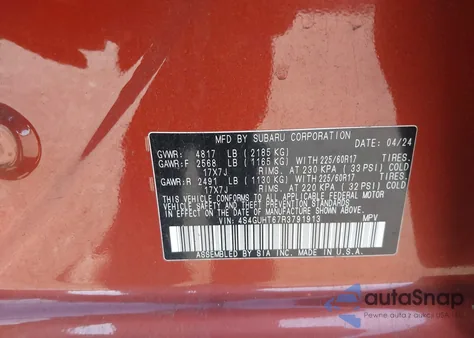 MFD BY SUBARU CORPORATION DATE: 04/24
GVWR: 4817 LB (2185 KG)
GAWR:F 2568 LB (1165 KG) WITH 225/60R17 TIRES.
17X7J RIMS, AT 230 KPA (33 PSI) COLD
GAWR:R 2491 LB (1130 KG) WITH 225/60R17 TIRES.
17X7J RIMS, AT 220 KPA (32 PSI) COLD
THIS VEHICLE CONFORMS TO ALL APPLICABLE FEDERAL MOTOR
VEHICLE SAFETY AND BUMPER STANDARDS IN EFFECT ON THE
DATE OF MANUFACTURE SHOWN ABOVE.
VIN: 4S4GUHT67R3791913 MPV
ASSEMBLED BY SIA INC. MADE IN U.S.A.
autoSnap
Pewne auta z aukcji USA